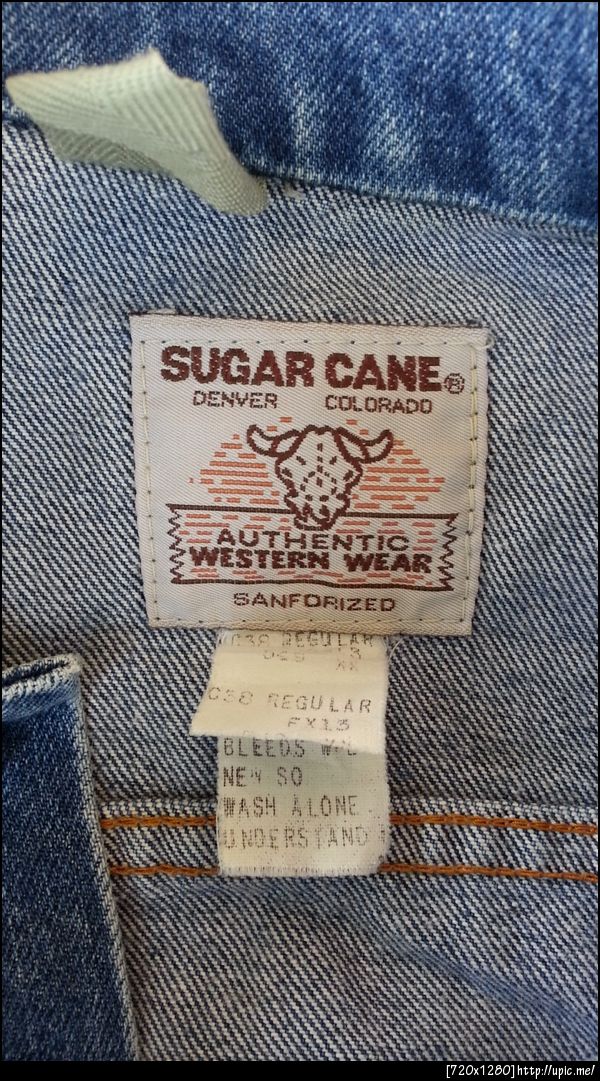 SUGAR CANE®
DENVER COLORADO
AUTHENTIC
WESTERN WEAR
SANFORIZED
C38 REGULAR
C38 REGULAR
FX13
BLEEDS
NEW SO
WASH ALONE
UNDERSTAND
[720x1280]http://upic.me/